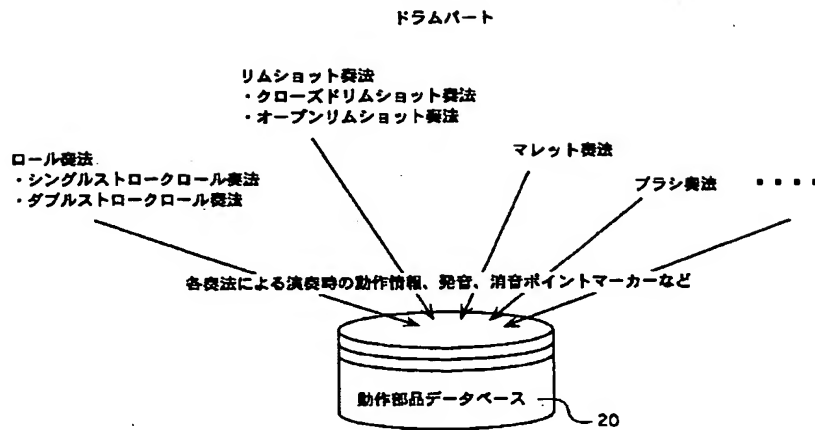 ドラムパート
リムショット奏法
・クローズドリムショット奏法
・オープンリムショット奏法
マレット奏法
ロール奏法
・シングルストロークロール奏法
・ダブルストロークロール奏法
ブラシ奏法 ・・・・
各奏法による演奏時の動作情報、発音、消音ポイントマーカーなど
動作部品データベース
20